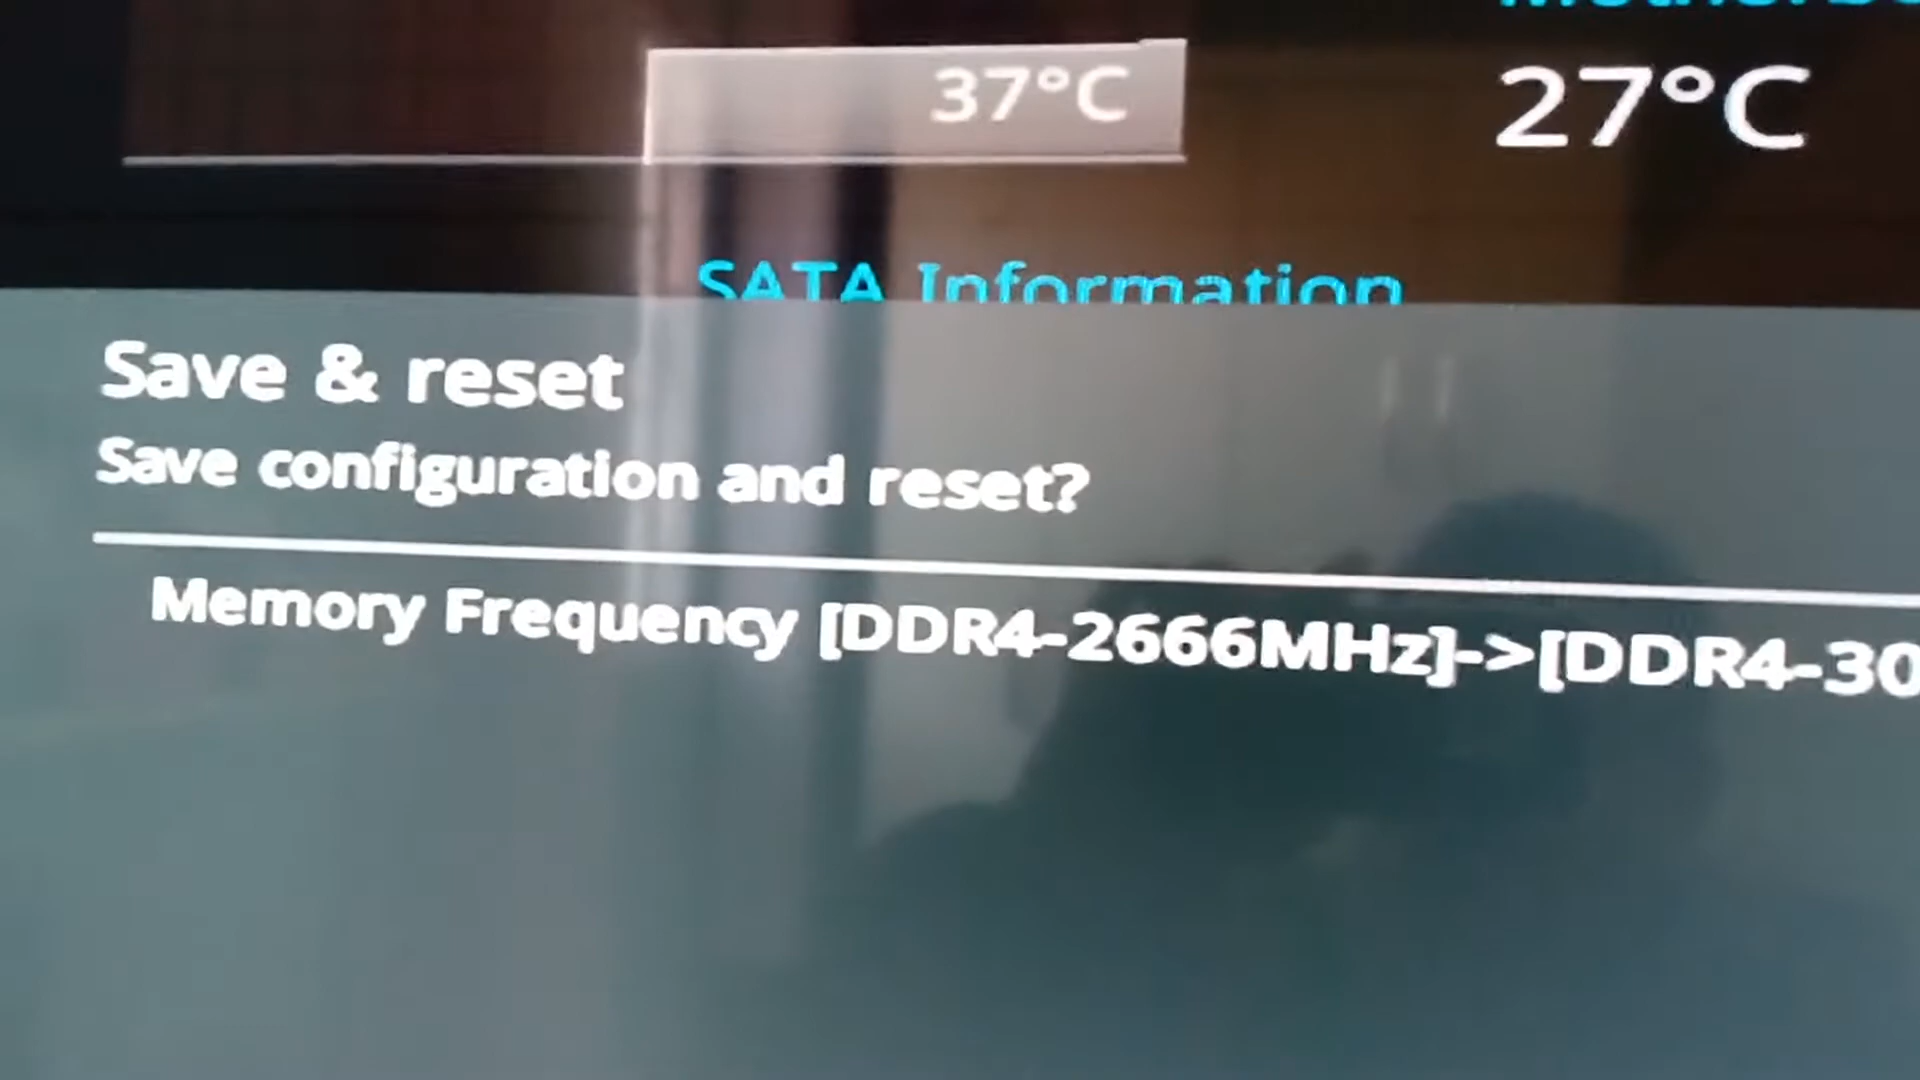 37°C
27°C
SATA Information
Save & reset
Save configuration and reset?
Memory Frequency [DDR4-2666MHz]->[DDR4-30